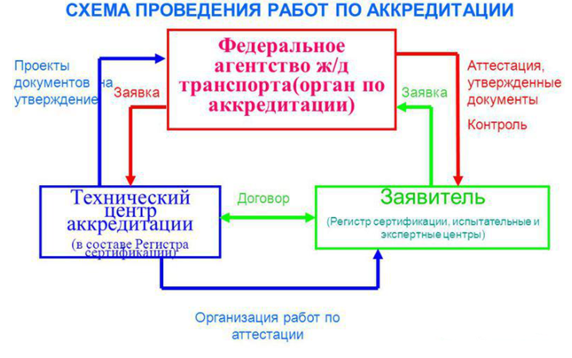 СХЕМА ПРОВЕДЕНИЯ РАБОТ ПО АККРЕДИТАЦИИ
Федеральное
агентство ж/д
транспорта(орган по
аккредитации)
Проекты
документов на
утверждение
Заявка
Заявка
Аттестация,
утвержденные
документы
Контроль
Технический
центр
аккредитации
(в составе Регистра
сертификации)
Договор
Заявитель
(Регистр сертификации, испытательные и
экспертные центры)
Организация работ по
аттестации